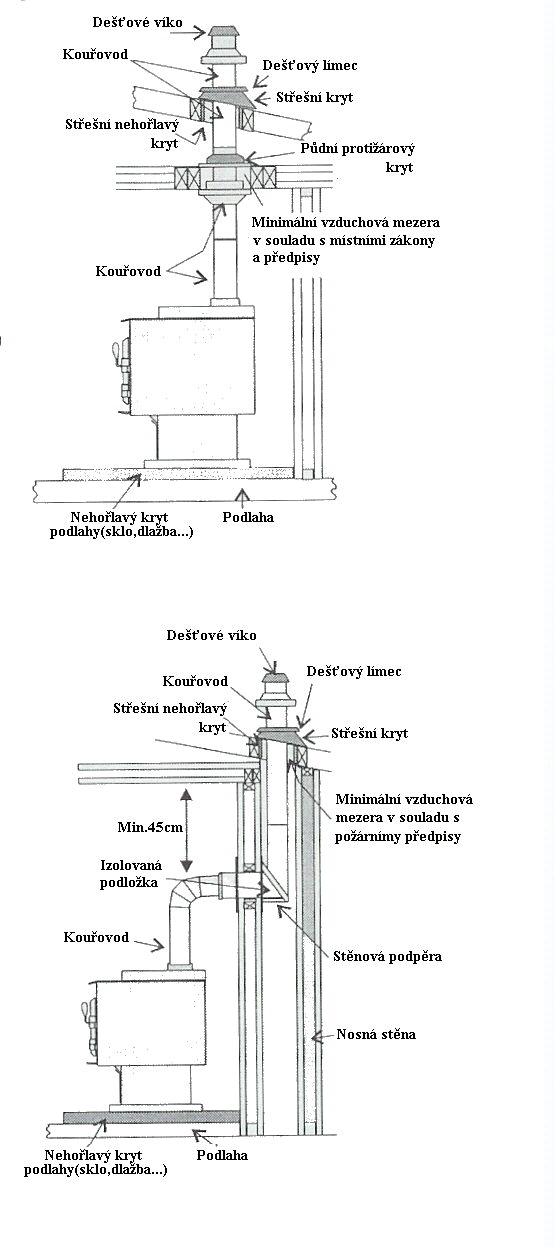 Dešťové víko
Kouřovod
Dešťový límec
Střešní kryt
Střešní nehořlavý
kryt
Půdní protižárový
kryt
Minimální vzduchová mezera
v souladu s místními zákony
a předpisy
Kouřovod
Nehořlavý kryt
podlahy(sklo,dlažba...)
Podlaha
Dešťové víko
Dešťový límec
Kouřovod
Střešní nehořlavý
kryt
Střešní kryt
Minimální vzduchová
mezera v souladu s
požárnímy předpisy
Min.45cm
Izolovaná
podložka
Kouřovod
Stěnová podpěra
Nosná stěna
Nehořlavý kryt
podlahy(sklo,dlažba...)
Podlaha